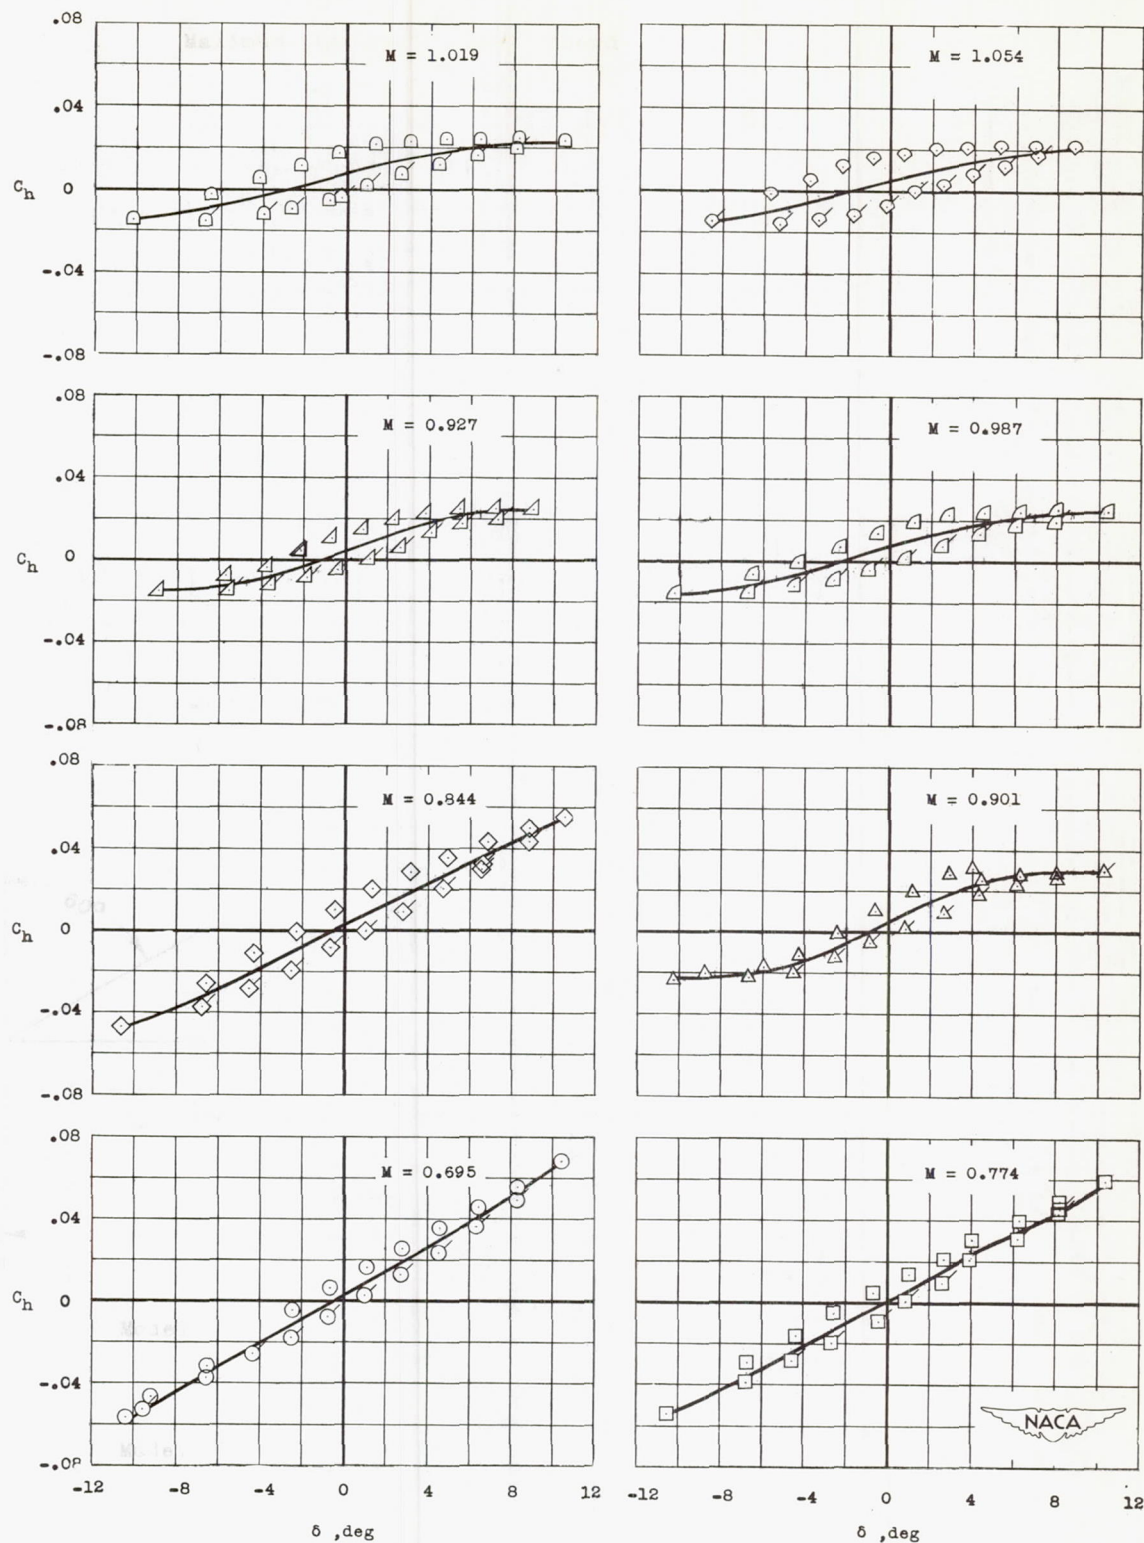 .08
M = 1.019
M = 1.054
.04
Ch
0
-.04
-.08
.08
M = 0.927
M = 0.987
.04
Ch
0
-.04
-.08
.08
M = 0.844
M = 0.901
.04
Ch
0
-.04
-.08
.08
M = 0.695
M = 0.774
.04
Ch
0
-.04
NACA
-.08
-12 -8 -4 0 4 8 12
-12 -8 -4 0 4 8 12
δ ,deg
δ ,deg